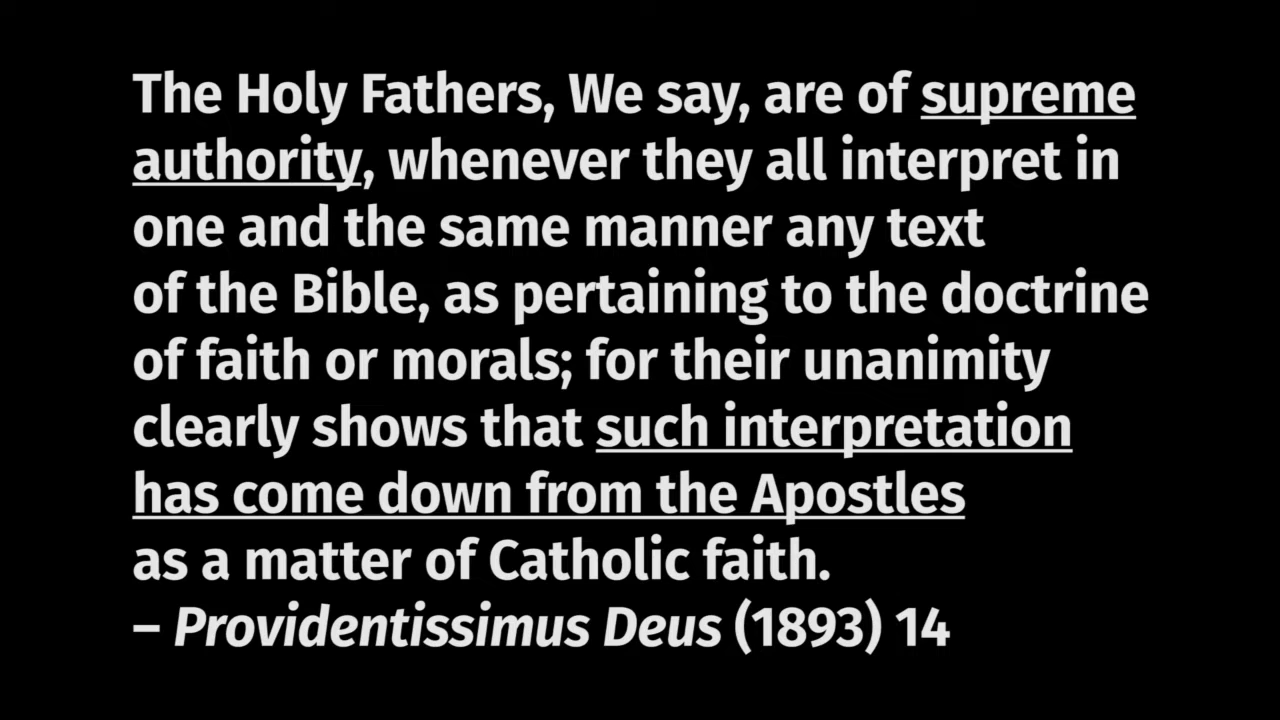 The Holy Fathers, We say, are of supreme
authority, whenever they all interpret in
one and the same manner any text
of the Bible, as pertaining to the doctrine
of faith or morals; for their unanimity
clearly shows that such interpretation
has come down from the Apostles
as a matter of Catholic faith.
– Providentissimus Deus (1893) 14